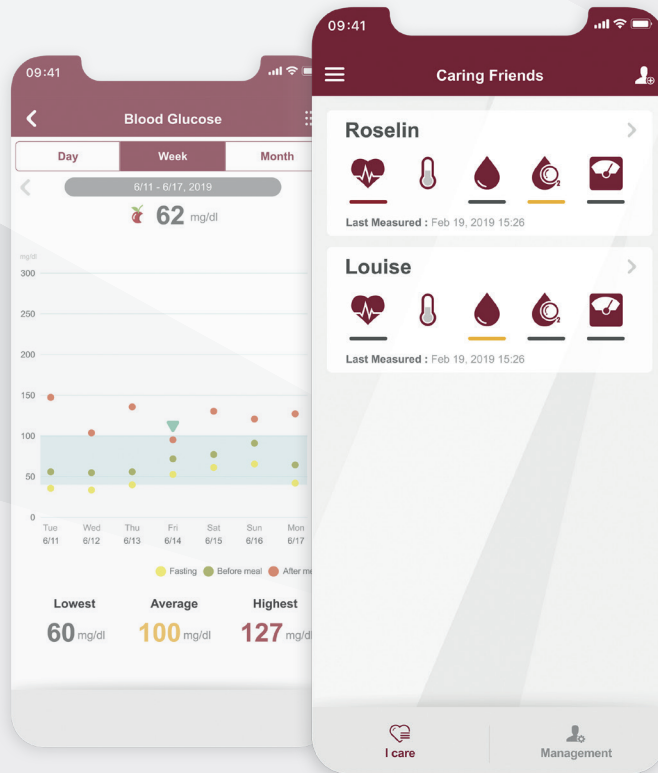 09:41
Blood Glucose
Day Week Month
6/11 - 6/17, 2019
62 mg/dl
mg/dl
300
250
200
150
100
50
0
Tue Wed Thu Fri Sat Sun Mon
6/11 6/12 6/13 6/14 6/15 6/16 6/17
Fasting Before meal After me
Lowest Average Highest
60 mg/dl 100 mg/dl 127 mg/dl
09:41
Caring Friends
Roselin
2
Last Measured : Feb 19, 2019 15:26
Louise
2
Last Measured : Feb 19, 2019 15:26
I care Management